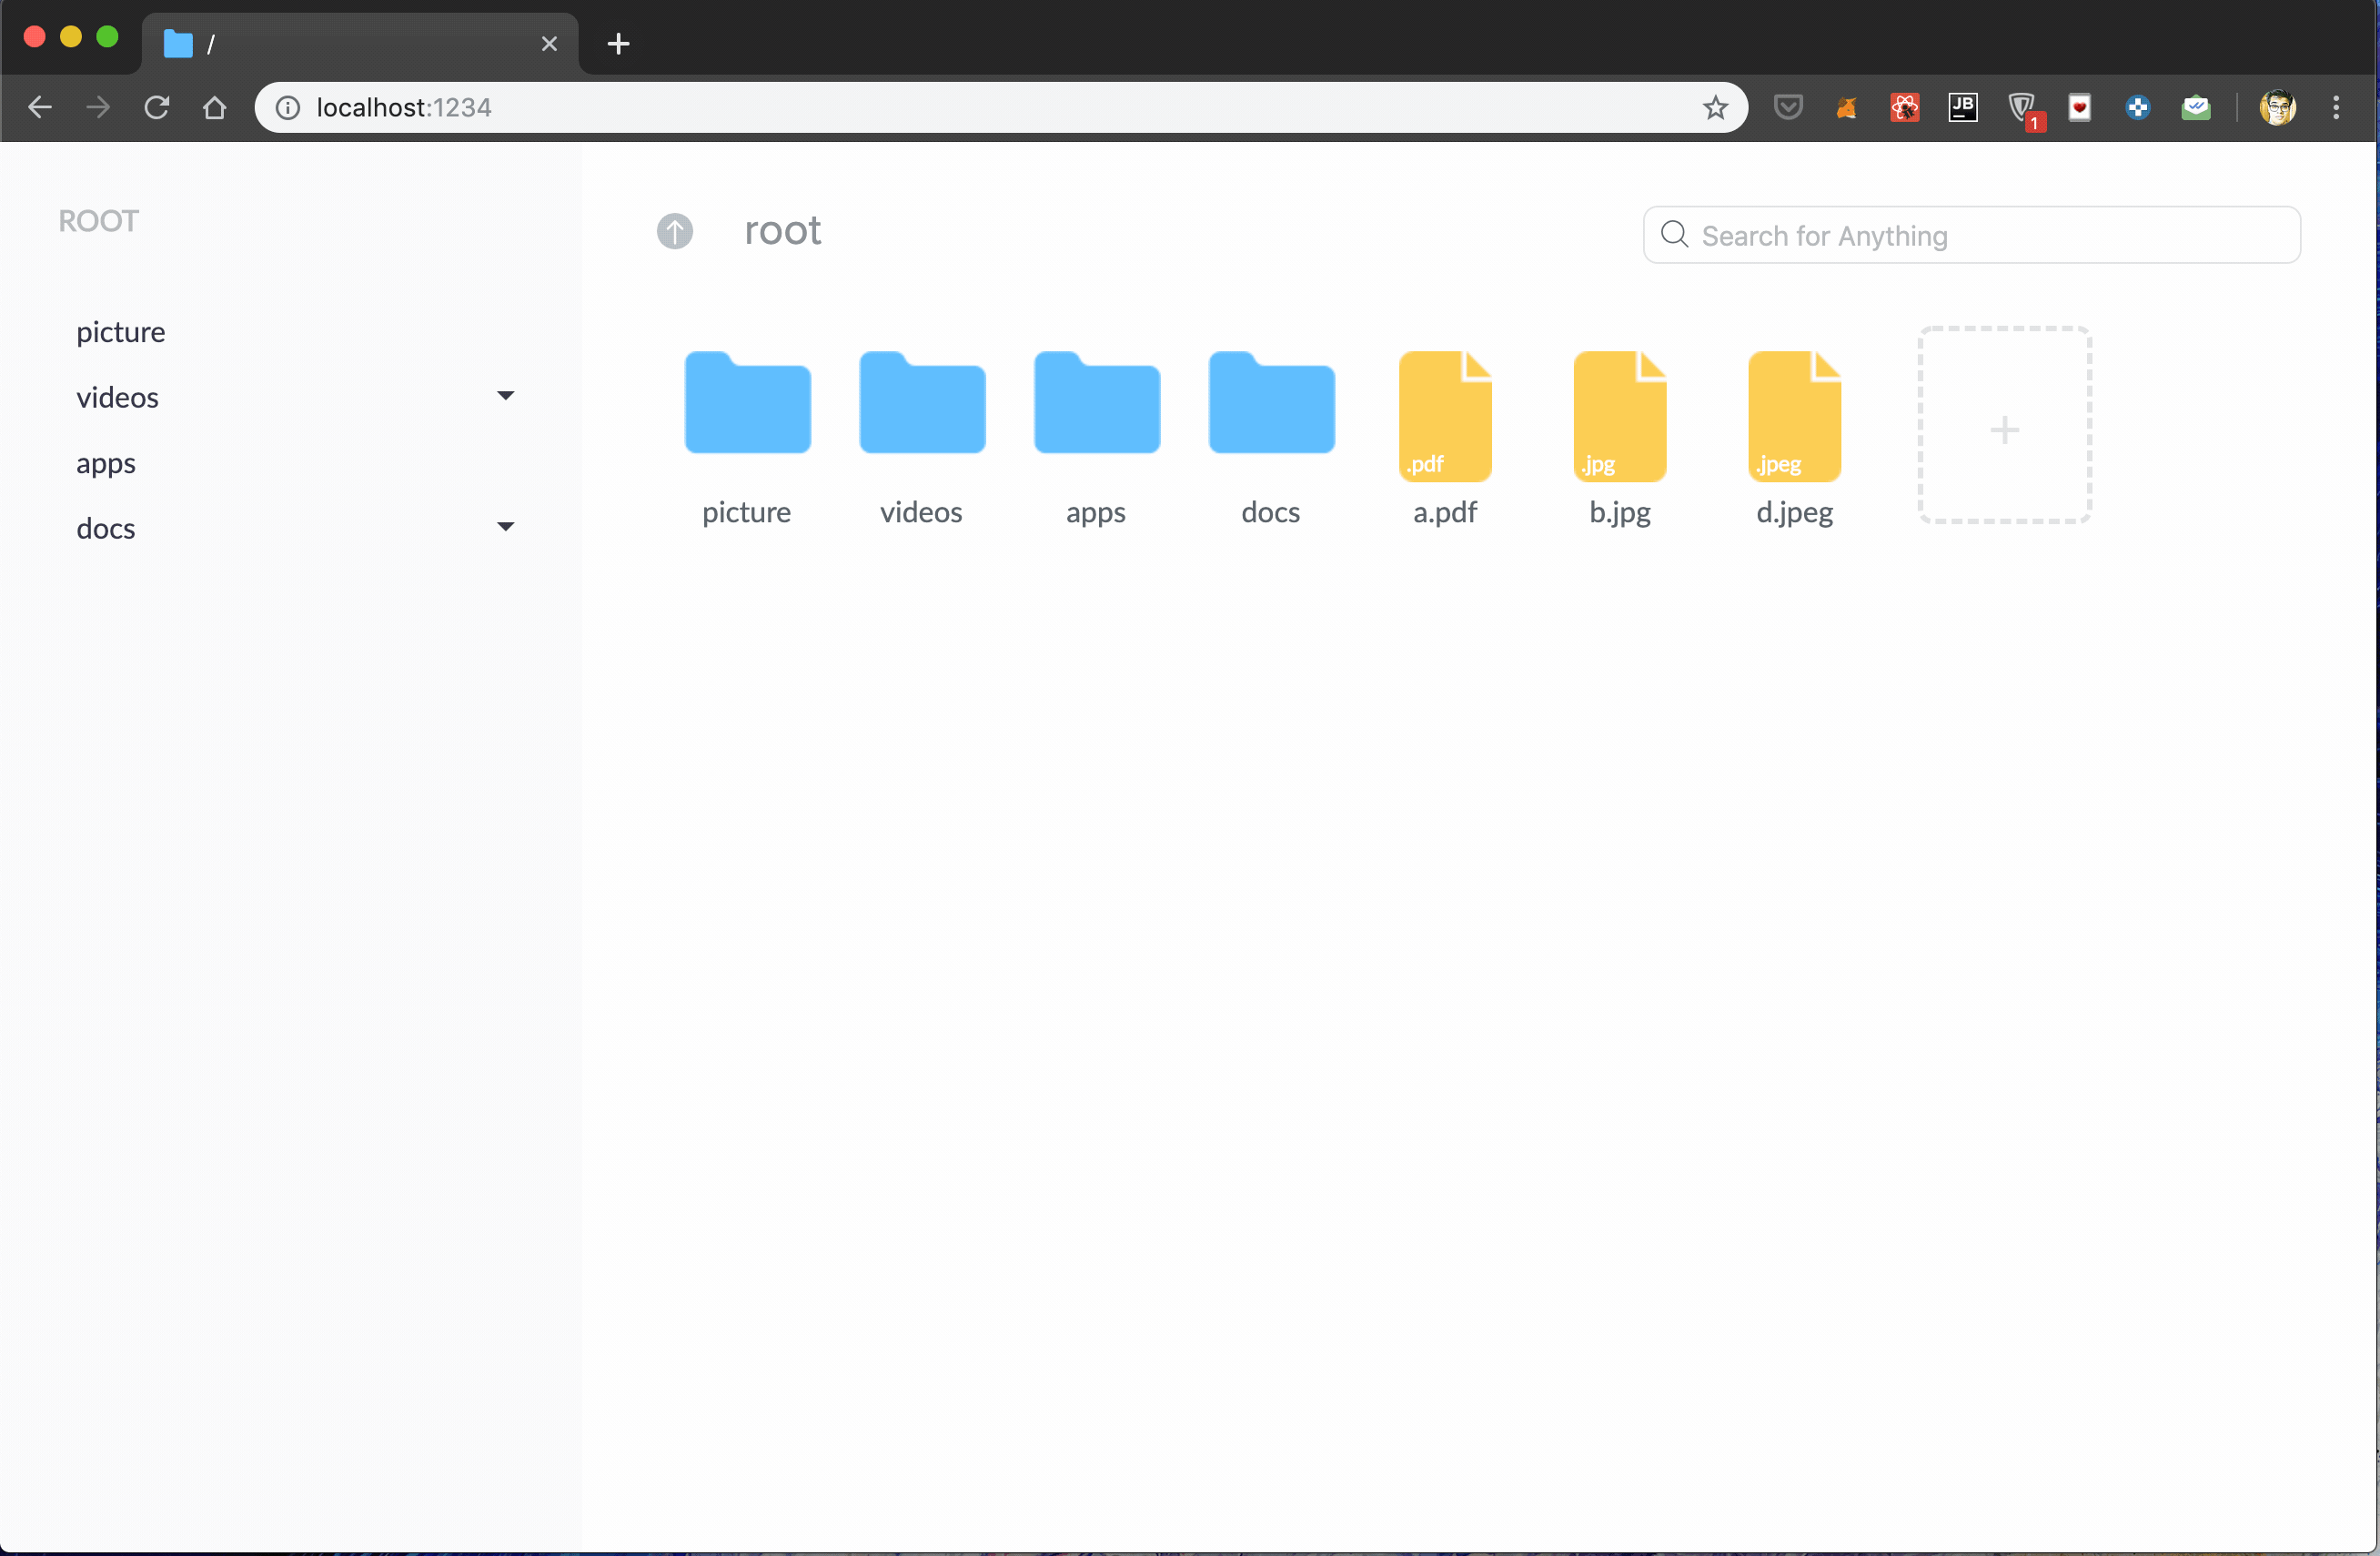 /
localhost:1234
JB
1
ROOT
root
Search for Anything
picture
videos
apps
docs
.pdf
.jpg
.jpeg
picture
videos
apps
docs
a.pdf
b.jpg
d.jpeg